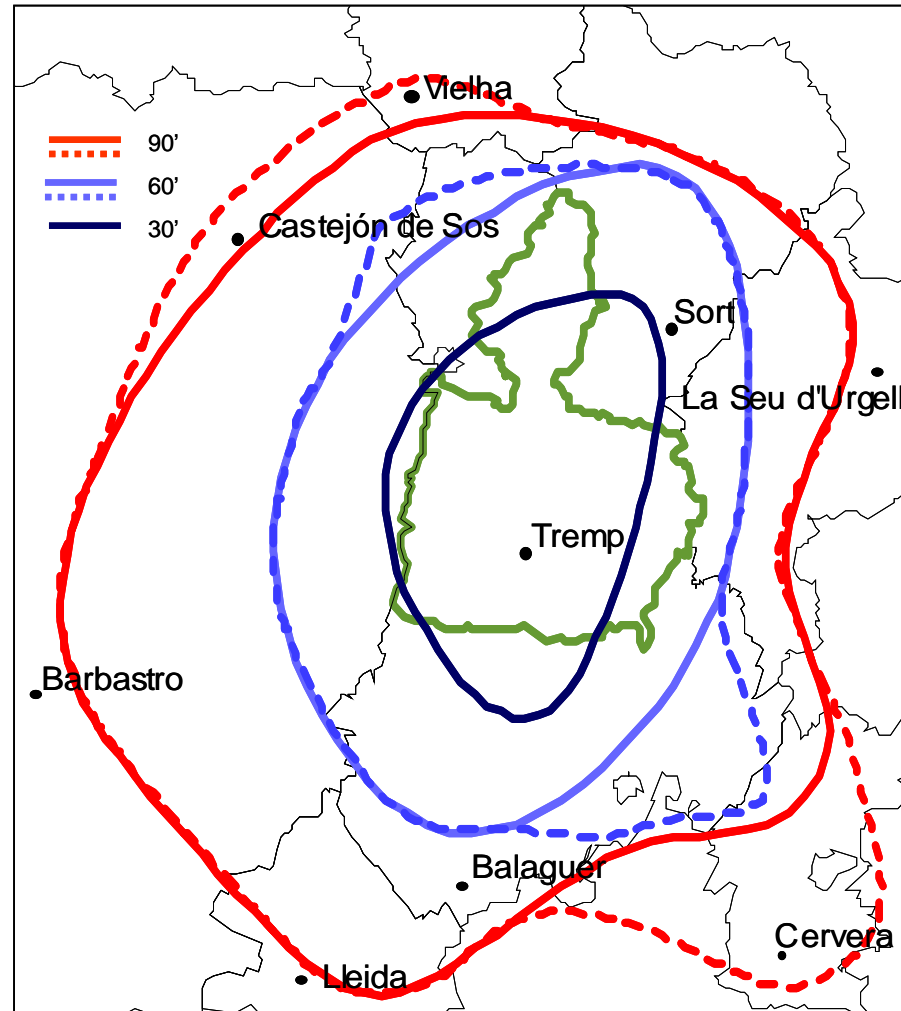 Vielha
90'
60'
30'
Castejón de Sos
Sort
La Seu d'Urgell
Tremp
Barbastro
Balaguer
Cervera
Lleida